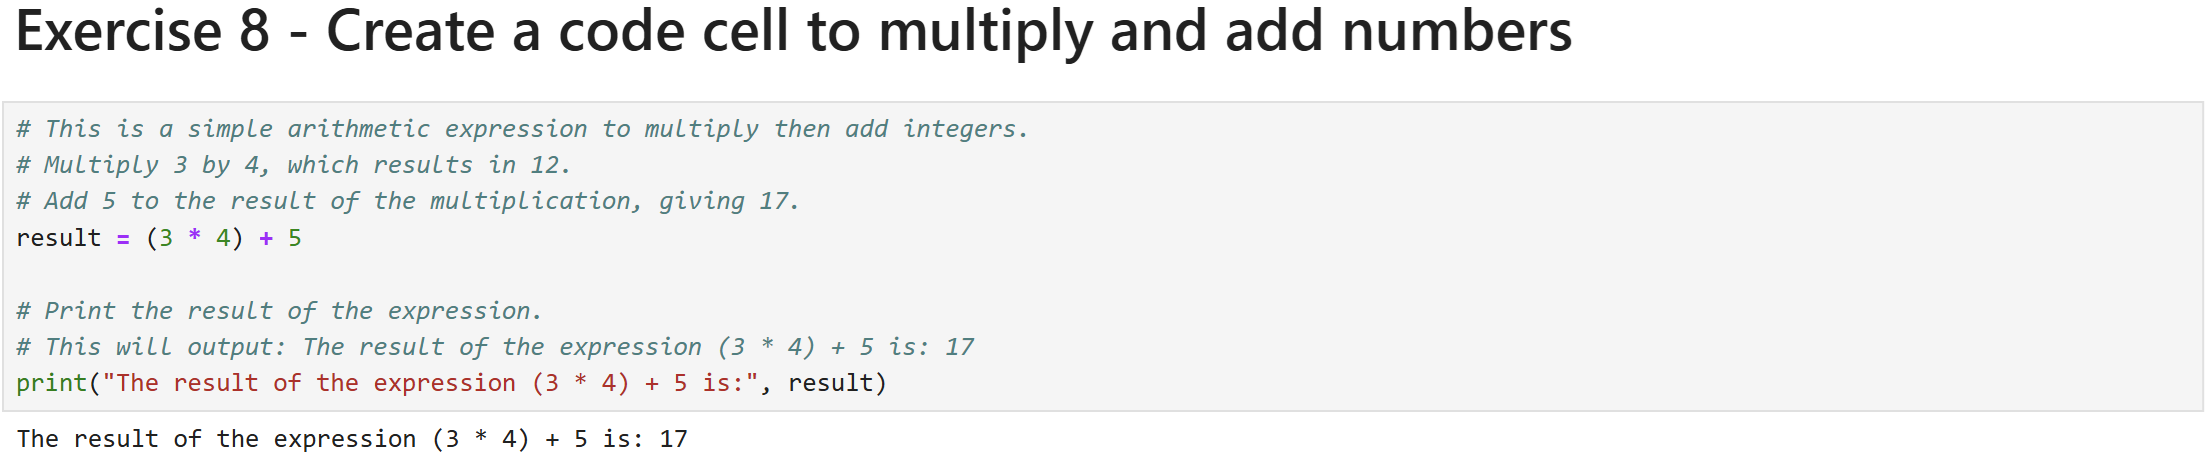 Exercise 8 - Create a code cell to multiply and add numbers
# This is a simple arithmetic expression to multiply then add integers.
# Multiply 3 by 4, which results in 12.
# Add 5 to the result of the multiplication, giving 17.
result = (3 * 4) + 5
# Print the result of the expression.
# This will output: The result of the expression (3 * 4) + 5 is: 17
print("The result of the expression (3 * 4) + 5 is:", result)
The result of the expression (3 * 4) + 5 is: 17